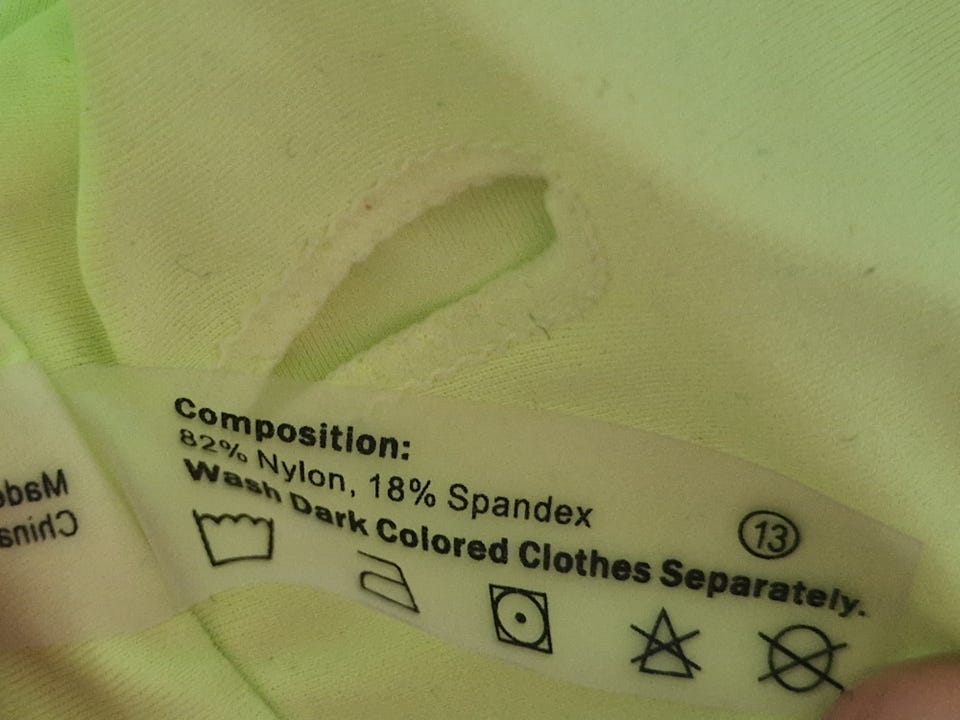 Composition:
82% Nylon, 18% Spandex
Wash Dark Colored Clothes Separately.
13
Made
China